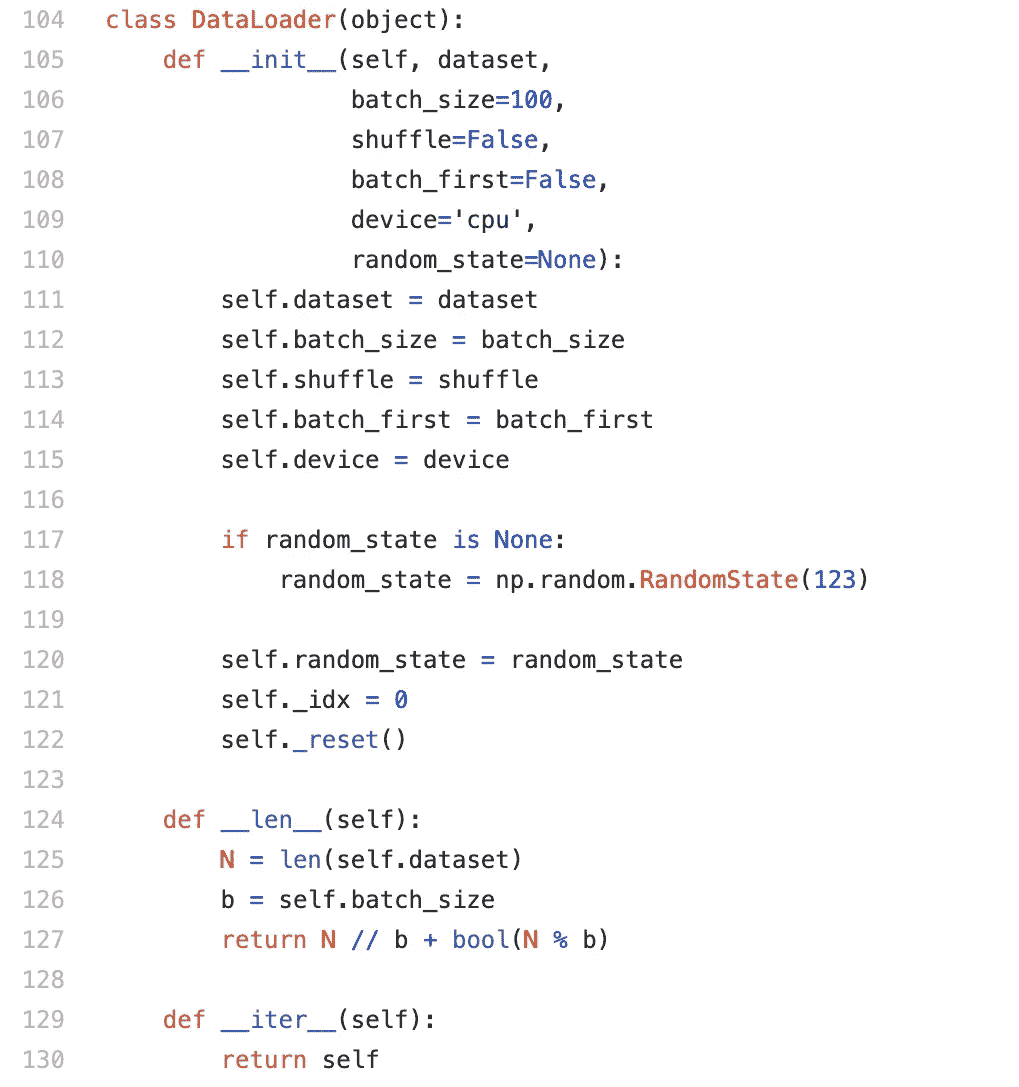 104 class DataLoader(object):
105     def __init__(self, dataset,
106                  batch_size=100,
107                  shuffle=False,
108                  batch_first=False,
109                  device='cpu',
110                  random_state=None):
111         self.dataset = dataset
112         self.batch_size = batch_size
113         self.shuffle = shuffle
114         self.batch_first = batch_first
115         self.device = device
116
117         if random_state is None:
118             random_state = np.random.RandomState(123)
119
120         self.random_state = random_state
121         self._idx = 0
122         self._reset()
123
124     def __len__(self):
125         N = len(self.dataset)
126         b = self.batch_size
127         return N // b + bool(N % b)
128
129     def __iter__(self):
130         return self